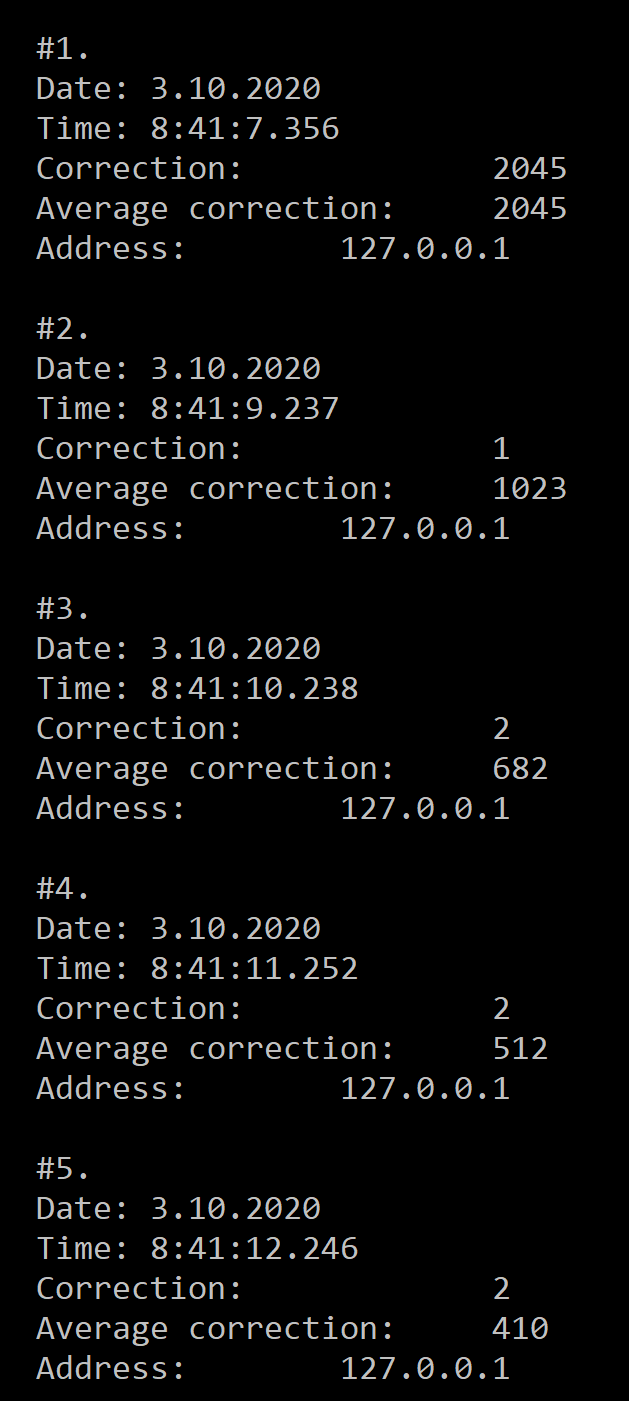 #1.
Date: 3.10.2020
Time: 8:41:7.356
Correction: 2045
Average correction: 2045
Address: 127.0.0.1
#2.
Date: 3.10.2020
Time: 8:41:9.237
Correction: 1
Average correction: 1023
Address: 127.0.0.1
#3.
Date: 3.10.2020
Time: 8:41:10.238
Correction: 2
Average correction: 682
Address: 127.0.0.1
#4.
Date: 3.10.2020
Time: 8:41:11.252
Correction: 2
Average correction: 512
Address: 127.0.0.1
#5.
Date: 3.10.2020
Time: 8:41:12.246
Correction: 2
Average correction: 410
Address: 127.0.0.1